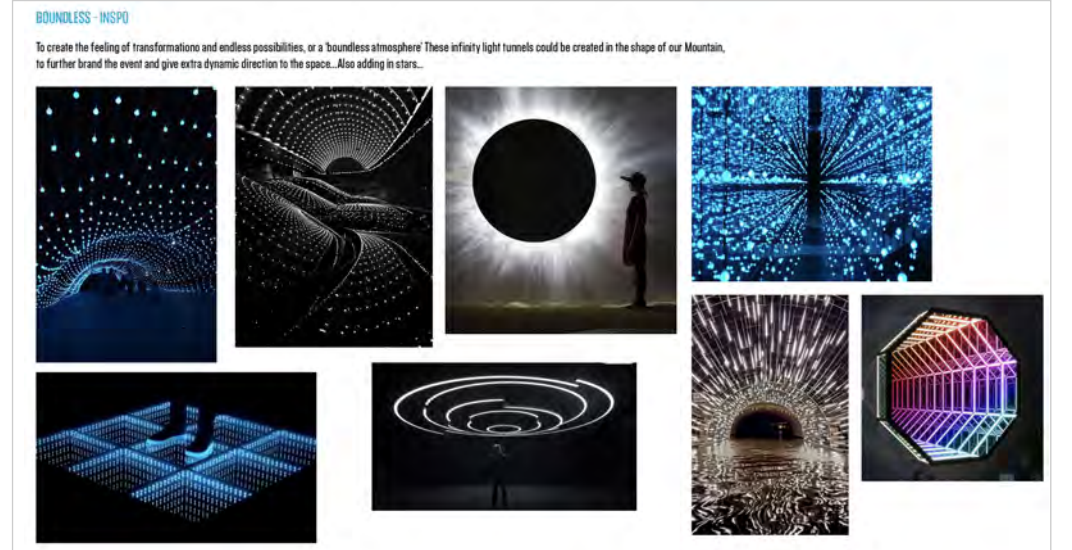 BOUNDLESS - INSPO
To create the feeling of transformationo and endless possibilities, or a 'boundless atmosphere' These infinity light tunnels could be created in the shape of our Mountain,
to further brand the event and give extra dynamic direction to the space...Also adding in stars...